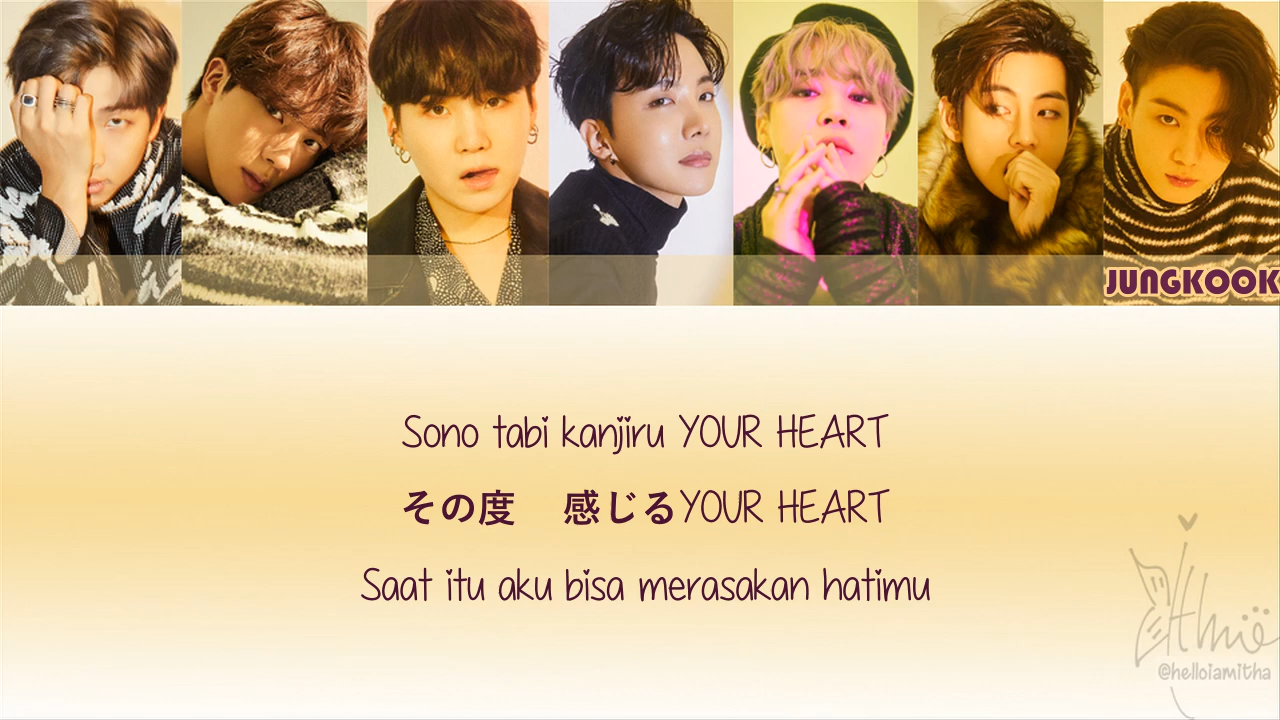 JUNGKOOK
Sono tabi kanjiru YOUR HEART
その度 感じるYOUR HEART
Saat itu aku bisa merasakan hatimu
@helloiamitha